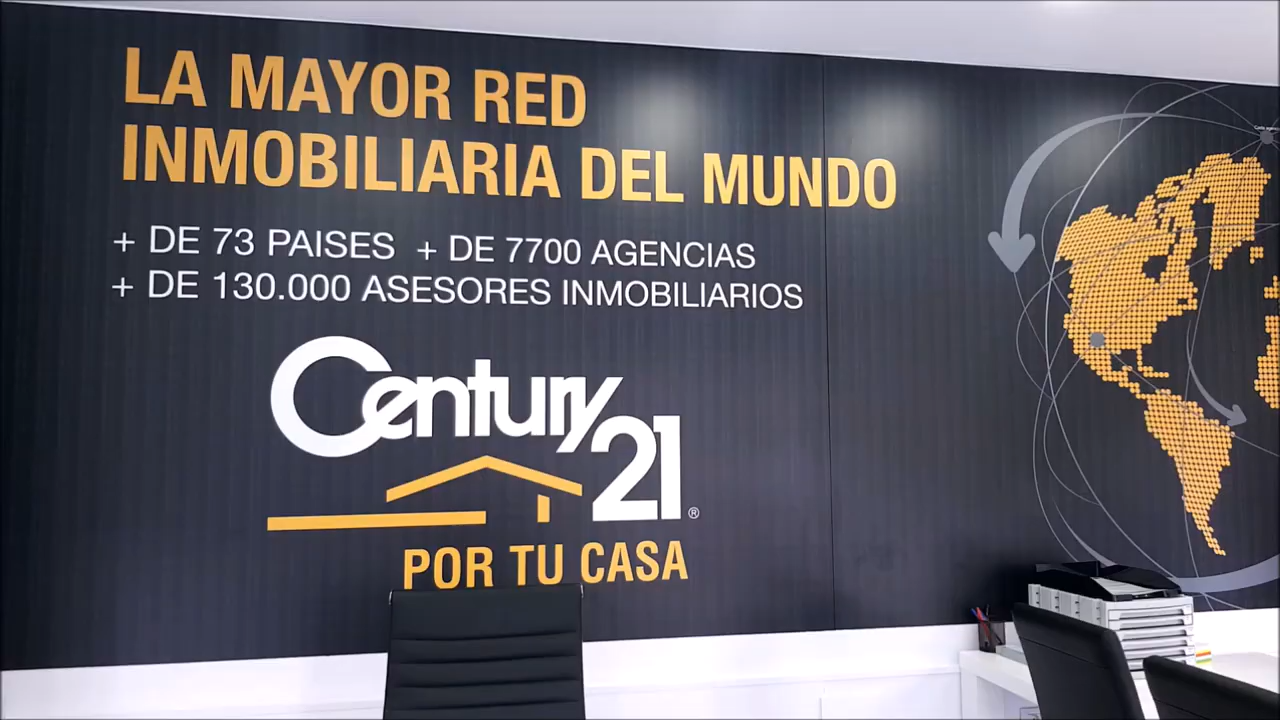 LA MAYOR RED
INMOBILIARIA DEL MUNDO
+ DE 73 PAISES + DE 7700 AGENCIAS
+ DE 130.000 ASESORES INMOBILIARIOS
Century
21®
POR TU CASA